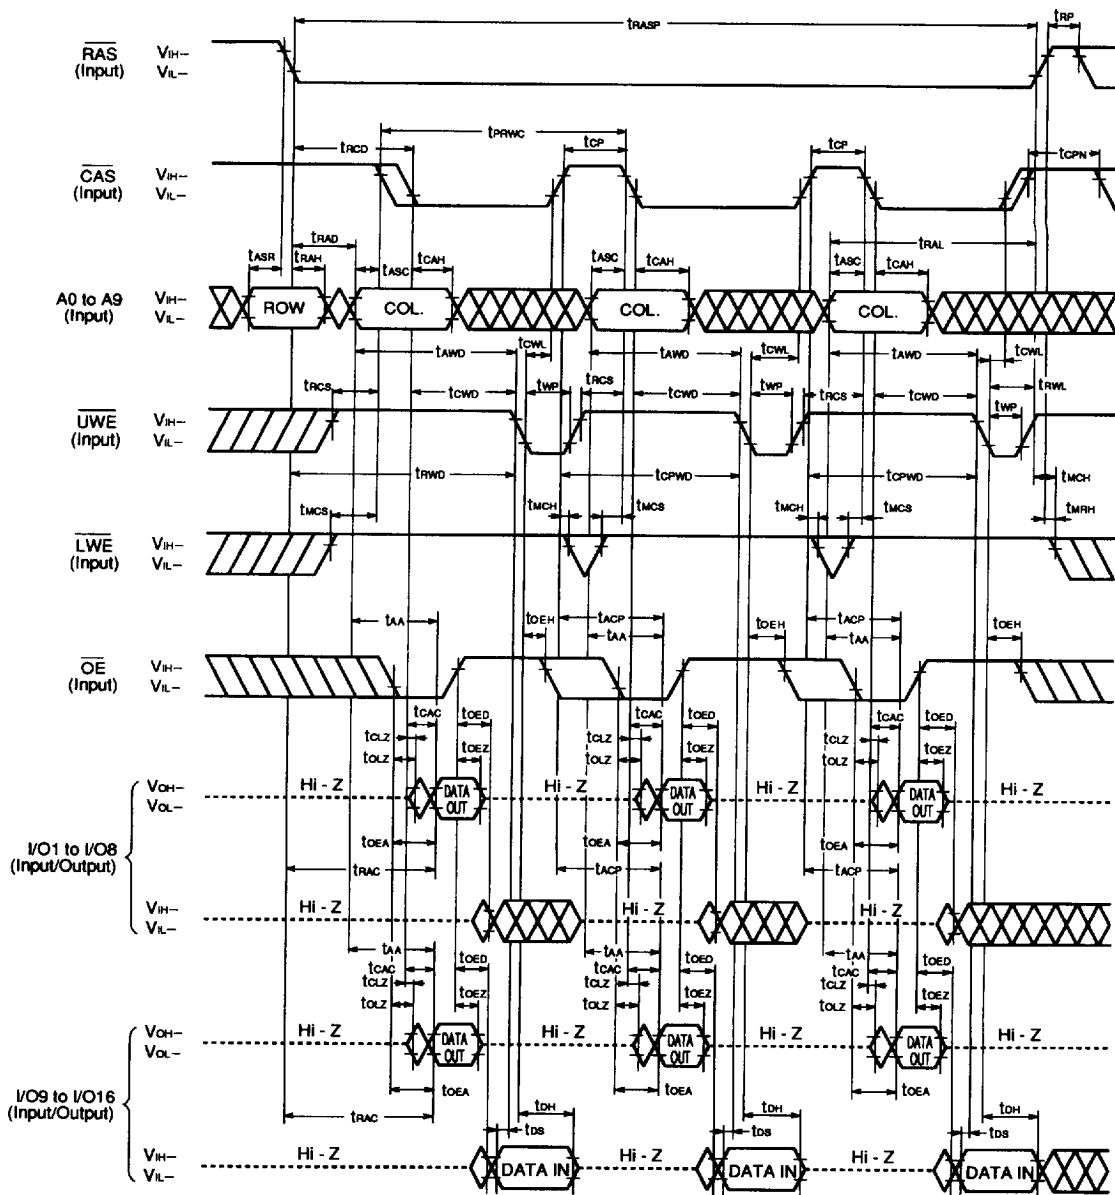 tRASP tRP
RAS VIH–
(Input) VIL–
tPRWC
tRCD tCP tCP tCPN
CAS VIH–
(Input) VIL–
tRAD tRAL
tASR tRAH tASC tCAH tASC tCAH tASC tCAH
A0 to A9 VIH–
(Input) VIL–
ROW COL. COL. COL.
tAWD tCWL tAWD tCWL tAWD tCWL
tRCS tCWD tWP tRCS tCWD tWP tRCS tCWD tWP tRWL
UWE VIH–
(Input) VIL–
tRWD tCPWD tCPWD tMCH
tMCS tMCH tMCS tMCH tMCS tMRH
LWE VIH–
(Input) VIL–
tAA tOEH tACP tAA tOEH tACP tAA tOEH
OE VIH–
(Input) VIL–
tCAC tOED tCAC tOED tCAC tOED
tCLZ tCLZ tCLZ
tOLZ tOEZ tOLZ tOEZ tOLZ tOEZ
VOH–
VOL–
Hi - Z DATA OUT Hi - Z DATA OUT Hi - Z DATA OUT
I/O1 to I/O8
(Input/Output)
tOEA tOEA tOEA
tRAC tACP tACP
VIH–
VIL–
Hi - Z Hi - Z Hi - Z
tAA tAA tAA
tCAC tOED tCAC tOED tCAC tOED
tCLZ tCLZ tCLZ
tOLZ tOEZ tOLZ tOEZ tOLZ tOEZ
VOH–
VOL–
Hi - Z DATA OUT Hi - Z DATA OUT Hi - Z DATA OUT
I/O9 to I/O16
(Input/Output)
tOEA tOEA tOEA
tRAC tDH tDH tDH
tDS tDS tDS
VIH–
VIL–
Hi - Z DATA IN Hi - Z DATA IN Hi - Z DATA IN